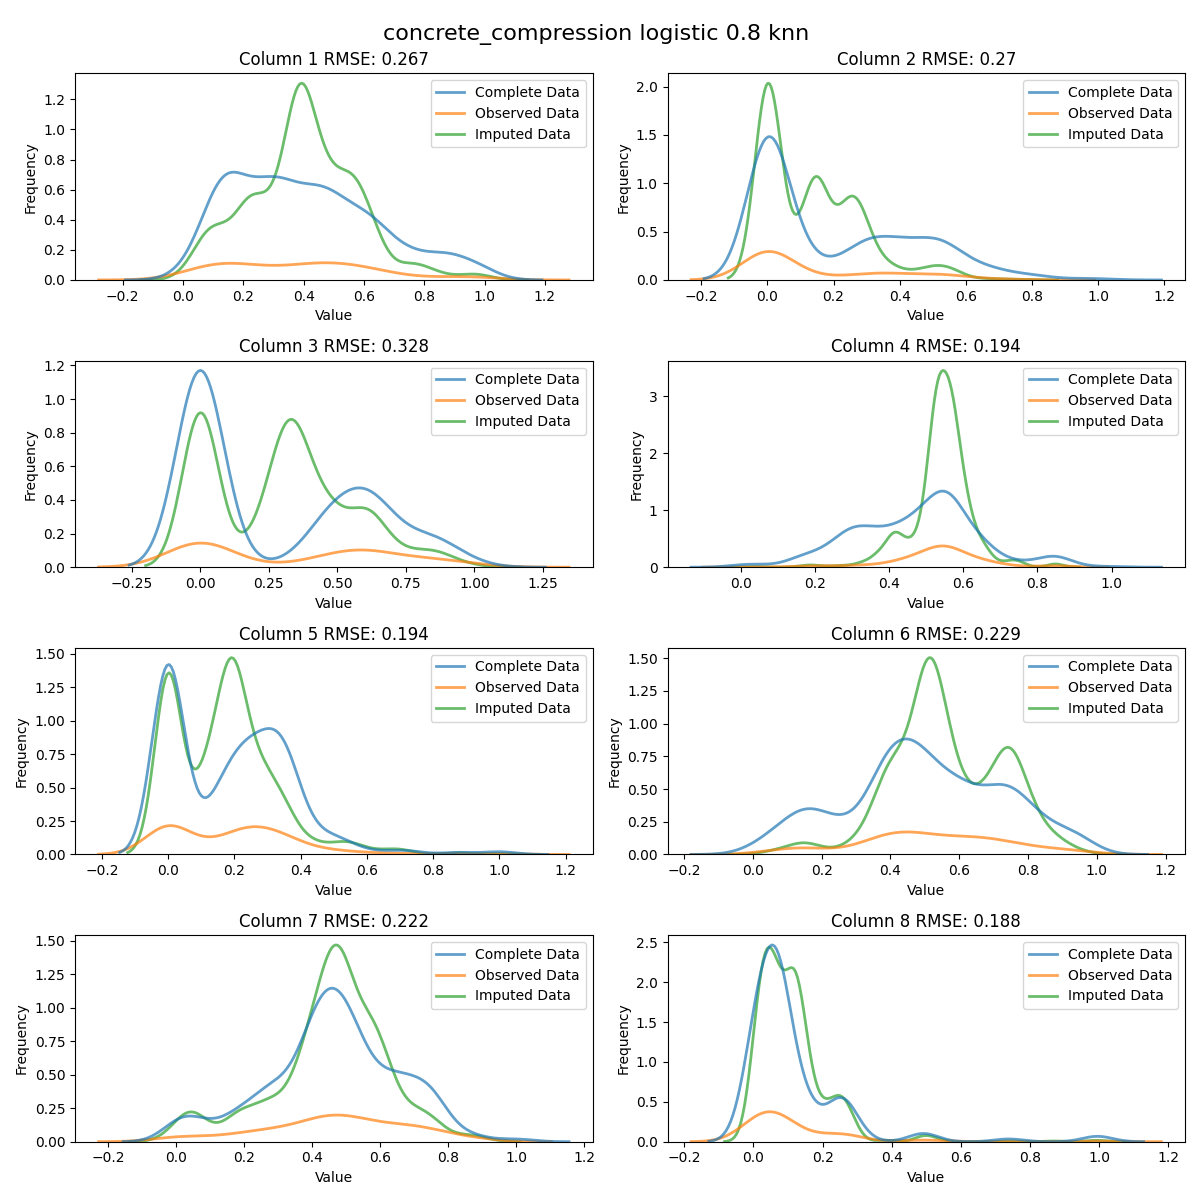 concrete_compression logistic 0.8 knn
Column 1 RMSE: 0.267
Complete Data
Observed Data
Imputed Data
Frequency
0.0 0.2 0.4 0.6 0.8 1.0 1.2
−0.2 0.0 0.2 0.4 0.6 0.8 1.0 1.2
Value
Column 2 RMSE: 0.27
Complete Data
Observed Data
Imputed Data
Frequency
0.0 0.5 1.0 1.5 2.0
−0.2 0.0 0.2 0.4 0.6 0.8 1.0 1.2
Value
Column 3 RMSE: 0.328
Complete Data
Observed Data
Imputed Data
Frequency
0.0 0.2 0.4 0.6 0.8 1.0 1.2
−0.25 0.00 0.25 0.50 0.75 1.00 1.25
Value
Column 4 RMSE: 0.194
Complete Data
Observed Data
Imputed Data
Frequency
0 1 2 3
0.0 0.2 0.4 0.6 0.8 1.0
Value
Column 5 RMSE: 0.194
Complete Data
Observed Data
Imputed Data
Frequency
0.00 0.25 0.50 0.75 1.00 1.25 1.50
−0.2 0.0 0.2 0.4 0.6 0.8 1.0 1.2
Value
Column 6 RMSE: 0.229
Complete Data
Observed Data
Imputed Data
Frequency
0.00 0.25 0.50 0.75 1.00 1.25 1.50
−0.2 0.0 0.2 0.4 0.6 0.8 1.0 1.2
Value
Column 7 RMSE: 0.222
Complete Data
Observed Data
Imputed Data
Frequency
0.00 0.25 0.50 0.75 1.00 1.25 1.50
−0.2 0.0 0.2 0.4 0.6 0.8 1.0 1.2
Value
Column 8 RMSE: 0.188
Complete Data
Observed Data
Imputed Data
Frequency
0.0 0.5 1.0 1.5 2.0 2.5
−0.2 0.0 0.2 0.4 0.6 0.8 1.0 1.2
Value